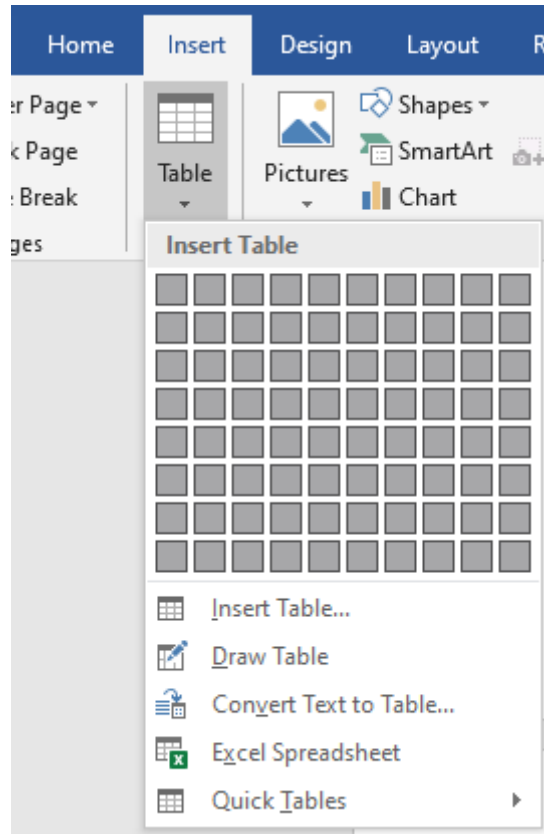 Home Insert Design Layout R
er Page
k Page
Break
ges
Table
Pictures
Shapes
SmartArt
Chart
Insert Table
Insert Table...
Draw Table
Convert Text to Table...
Excel Spreadsheet
Quick Tables